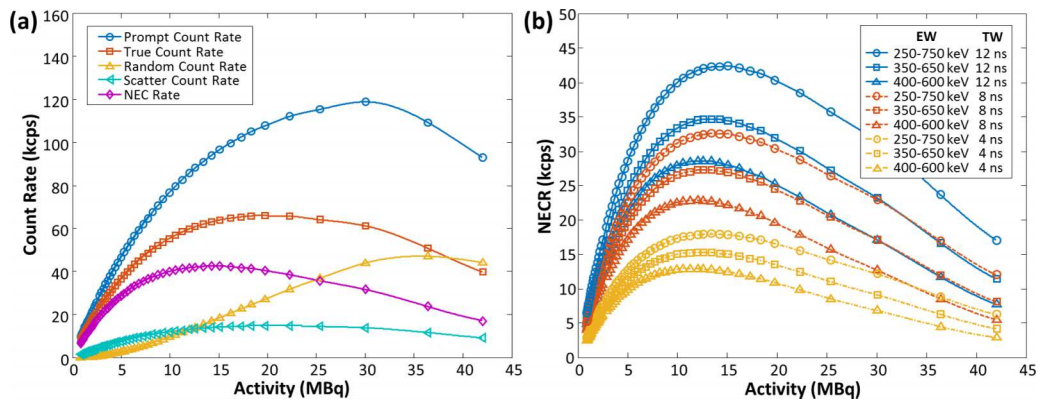 (a)
160
140
120
100
80
60
40
20
0
Count Rate (kcps)
Prompt Count Rate
True Count Rate
Random Count Rate
Scatter Count Rate
NEC Rate
0 5 10 15 20 25 30 35 40 45
Activity (MBq)
(b)
50
45
40
35
30
25
20
15
10
5
0
NECR (kcps)
EW TW
250-750 keV 12 ns
350-650 keV 12 ns
400-600 keV 12 ns
250-750 keV 8 ns
350-650 keV 8 ns
400-600 keV 8 ns
250-750 keV 4 ns
350-650 keV 4 ns
400-600 keV 4 ns
0 5 10 15 20 25 30 35 40 45
Activity (MBq)